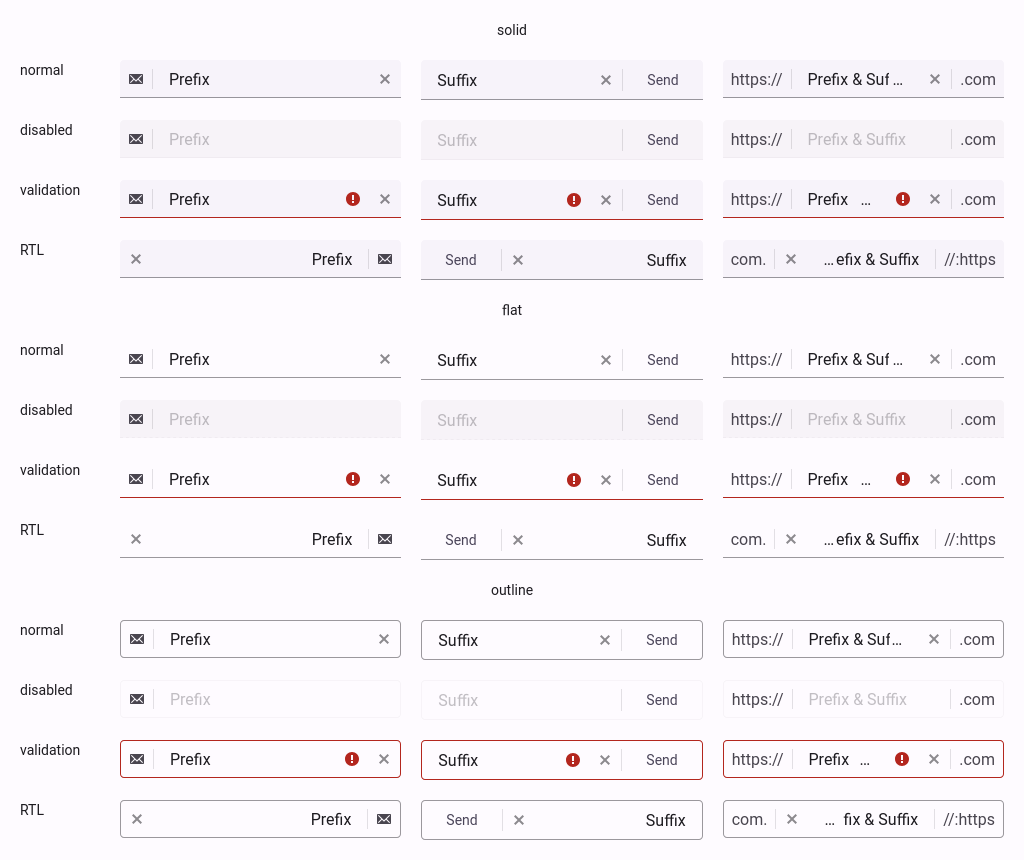 solid
normal Prefix Suffix Send https:// Prefix & Suf ... .com
disabled Prefix Suffix Send https:// Prefix & Suffix .com
validation Prefix Suffix Send https:// Prefix ... .com
RTL Prefix Send Suffix com. ...efix & Suffix //:https
flat
normal Prefix Suffix Send https:// Prefix & Suf ... .com
disabled Prefix Suffix Send https:// Prefix & Suffix .com
validation Prefix Suffix Send https:// Prefix ... .com
RTL Prefix Send Suffix com. ...efix & Suffix //:https
outline
normal Prefix Suffix Send https:// Prefix & Suf... .com
disabled Prefix Suffix Send https:// Prefix & Suffix .com
validation Prefix Suffix Send https:// Prefix ... .com
RTL Prefix Send Suffix com. ... fix & Suffix //:https